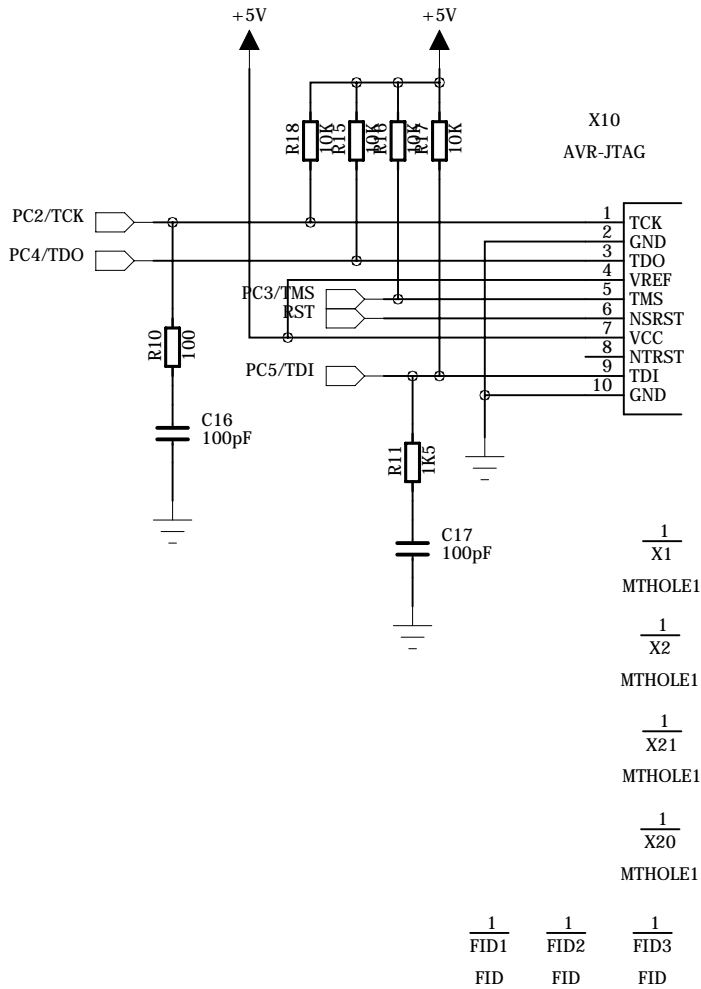 +5V
+5V
R18
10K
R15
10K
R16
10K
R17
10K
X10
AVR-JTAG
PC2/TCK
PC4/TDO
PC3/TMS
RST
PC5/TDI
1 TCK
2 GND
3 TDO
4 VREF
5 TMS
6 NSRST
7 VCC
8 NTRST
9 TDI
10 GND
R10
100
C16
100pF
R11
1K5
C17
100pF
1
X1
MTHOLE1
1
X2
MTHOLE1
1
X21
MTHOLE1
1
X20
MTHOLE1
1
FID1
FID
1
FID2
FID
1
FID3
FID